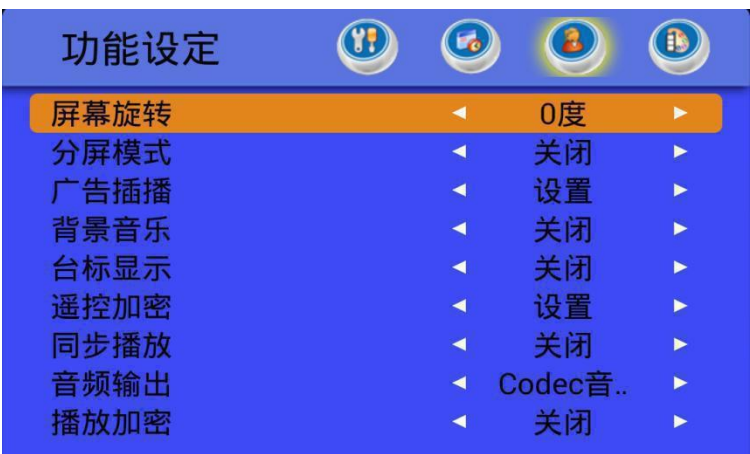 功能设定
屏幕旋转 0度
分屏模式 关闭
广告插播 设置
背景音乐 关闭
台标显示 关闭
遥控加密 设置
同步播放 关闭
音频输出 Codec音..
播放加密 关闭